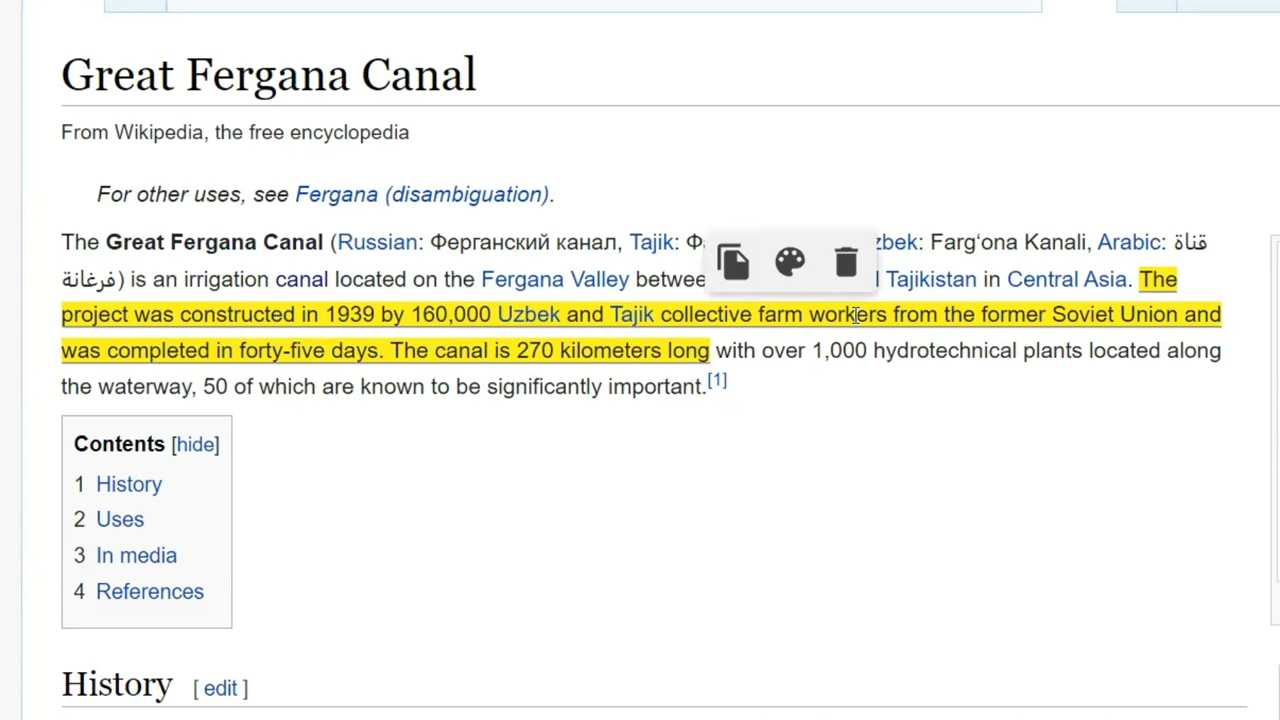 Great Fergana Canal
From Wikipedia, the free encyclopedia
For other uses, see Fergana (disambiguation).
The Great Fergana Canal (Russian: Ферганский канал, Tajik: Farg‘ona Kanali, Arabic: قناة
فرغانة) is an irrigation canal located on the Fergana Valley Tajikistan in Central Asia. The
project was constructed in 1939 by 160,000 Uzbek and Tajik collective farm workers from the former Soviet Union and
was completed in forty-five days. The canal is 270 kilometers long with over 1,000 hydrotechnical plants located along
the waterway, 50 of which are known to be significantly important.[1]
Contents [hide]
1 History
2 Uses
3 In media
4 References
History [ edit ]